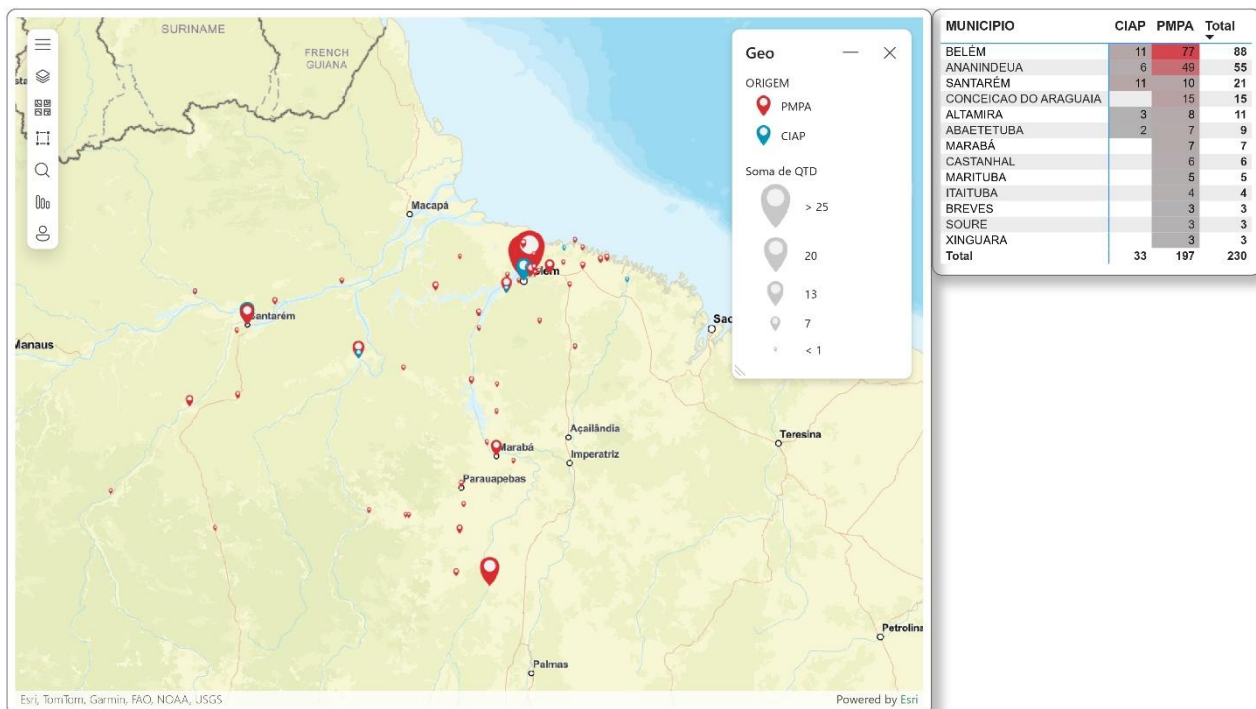 SURINAME
FRENCH
GUIANA
Macapá
Santarém
Manaus
Marabá
Açailândia
Imperatriz
Parauapebas
Teresina
Petrolina
Palmas
Esri, TomTom, Garmin, FAO, NOAA, USGS
Powered by Esri
Geo
ORIGEM
PMPA
CIAP
Soma de QTD
> 25
20
13
7
< 1
MUNICIPIO CIAP PMPA Total
BELÉM 11 77 88
ANANINDEUA 6 49 55
SANTARÉM 11 10 21
CONCEICAO DO ARAGUAIA 15 15
ALTAMIRA 3 8 11
ABAETETUBA 2 7 9
MARABÁ 7 7
CASTANHAL 6 6
MARITUBA 5 5
ITAITUBA 4 4
BREVES 3 3
SOURE 3 3
XINGUARA 3 3
Total 33 197 230